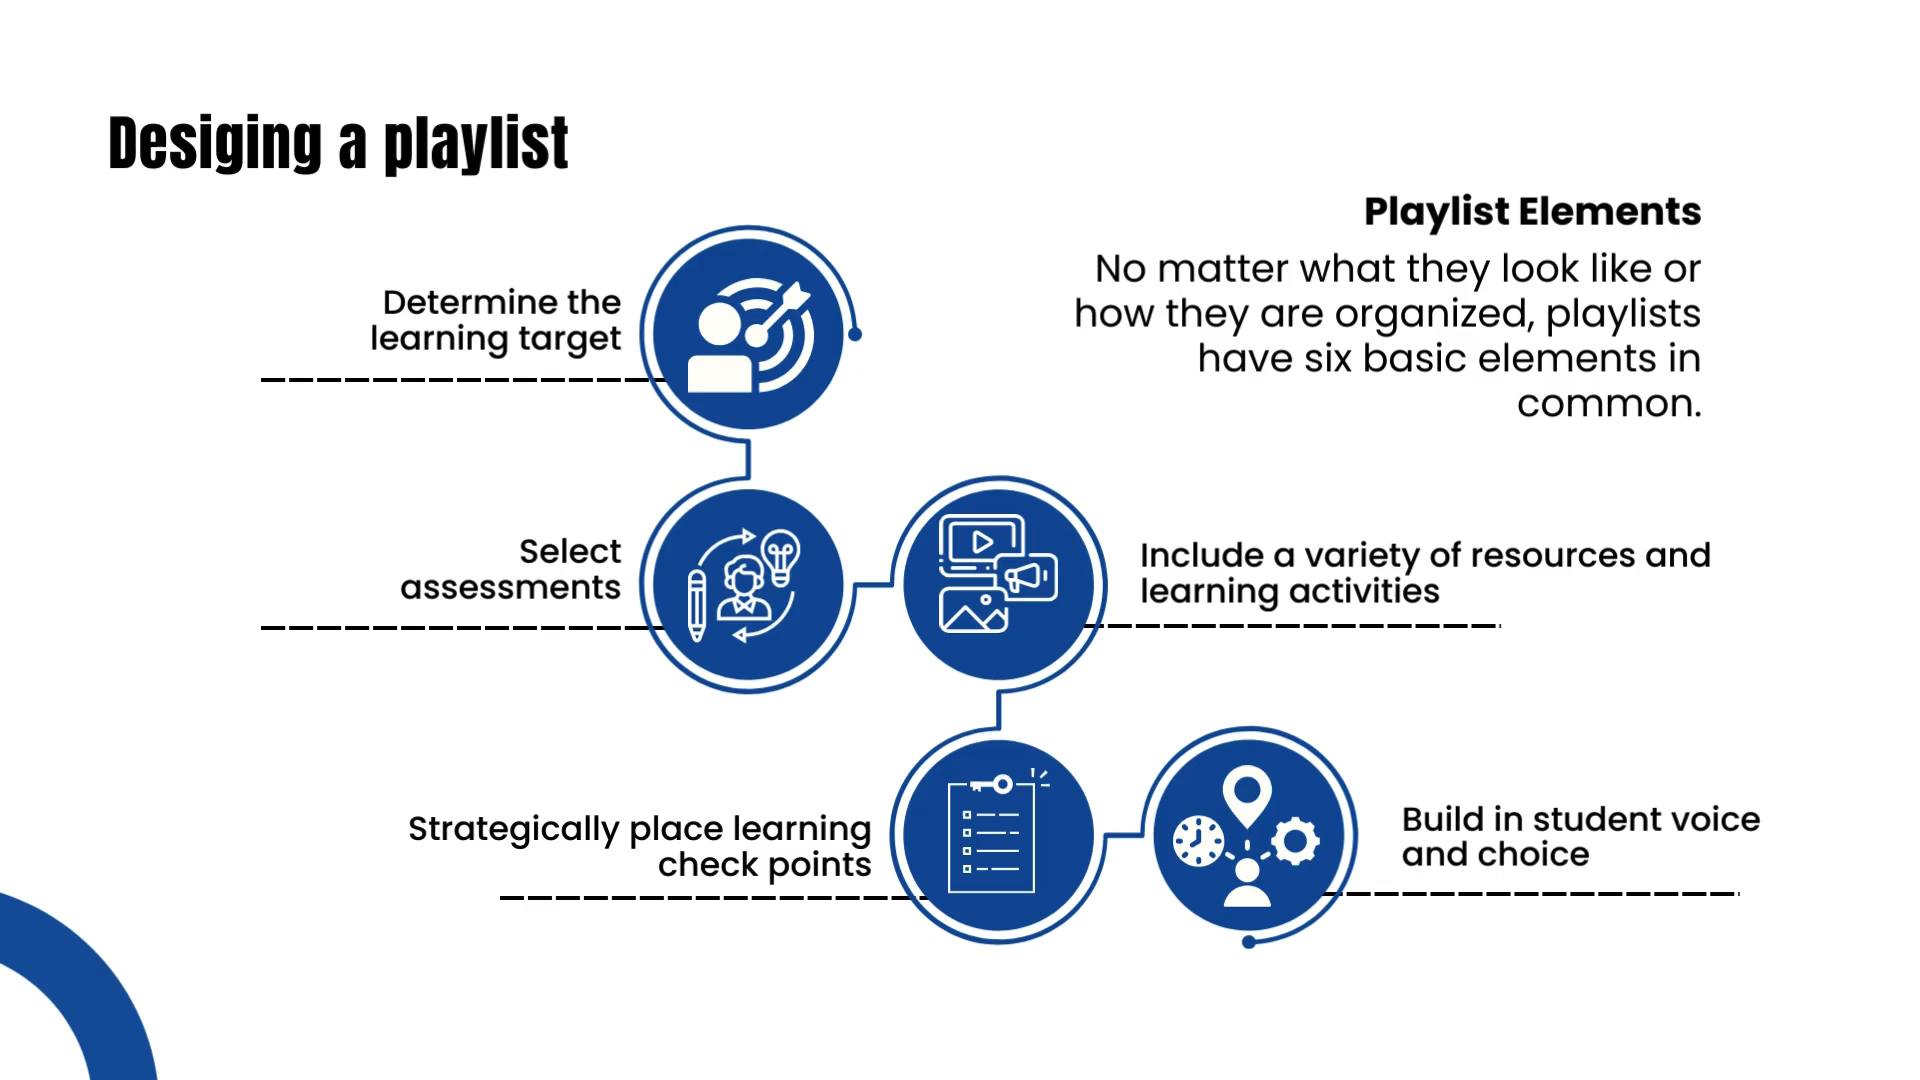 Desiging a playlist
Playlist Elements
No matter what they look like or
how they are organized, playlists
have six basic elements in
common.
Determine the
learning target
Select
assessments
Include a variety of resources and
learning activities
Strategically place learning
check points
Build in student voice
and choice